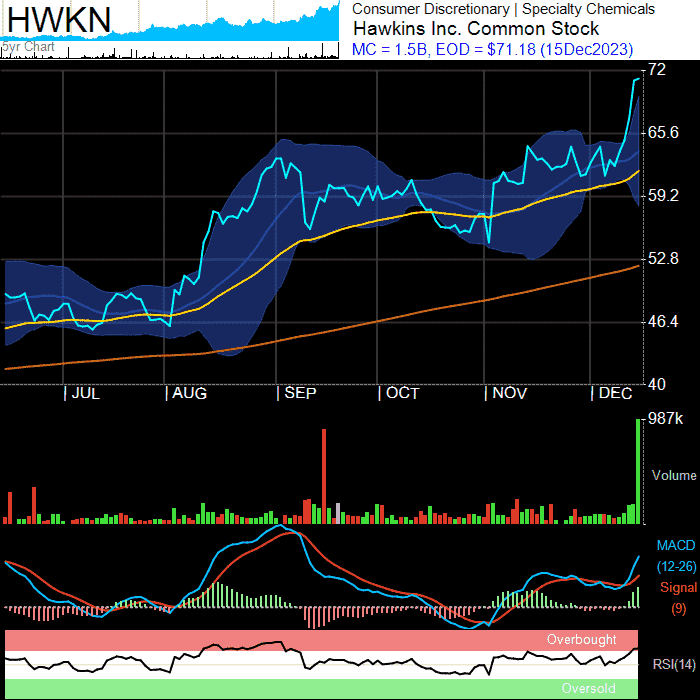 HWKN
5yr Chart
Consumer Discretionary | Specialty Chemicals
Hawkins Inc. Common Stock
MC = 1.5B, EOD = $71.18 (15Dec2023)
72
65.6
59.2
52.8
46.4
40
| JUL | AUG | SEP | OCT | NOV | DEC
987k
Volume
MACD
(12-26)
Signal
(9)
Overbought
RSI(14)
Oversold